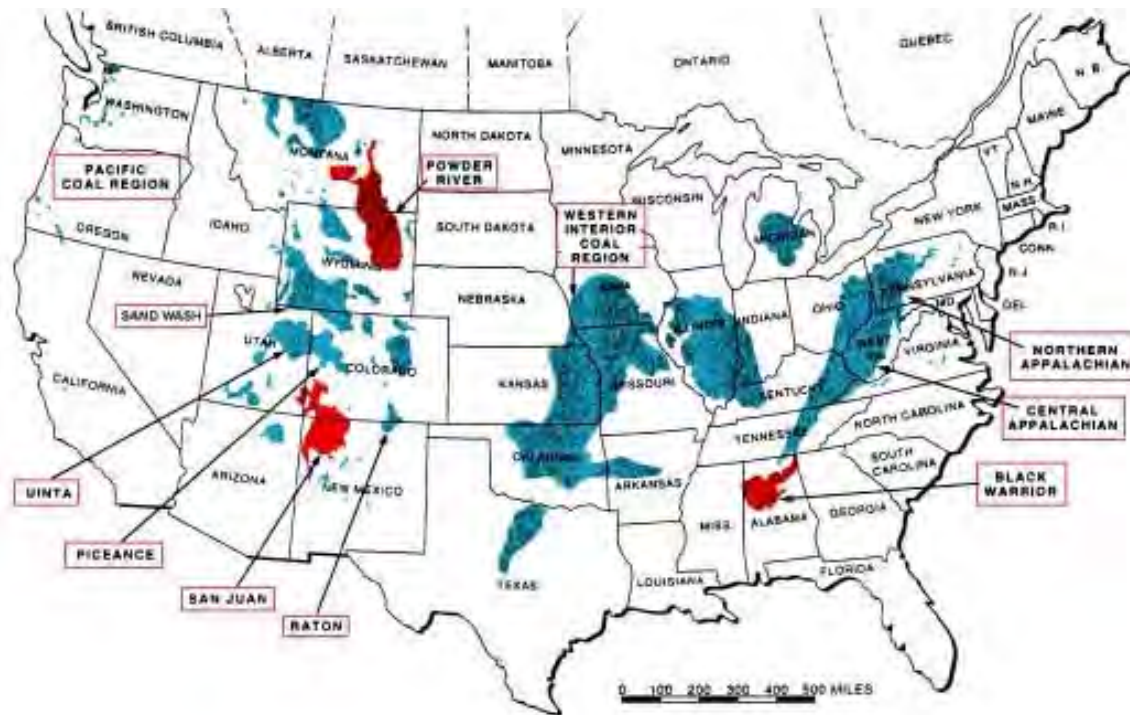 BRITISH COLUMBIA
ALBERTA
SASKATCHEWAN
MANITOBA
ONTARIO
QUEBEC
N. B.
MAINE
WASHINGTON
MONTANA
NORTH DAKOTA
MINNESOTA
VT.
N.H.
MASS.
R.I.
CONN.
N.J.
DEL.
MD.
PACIFIC
COAL REGION
POWDER
RIVER
WESTERN
INTERIOR
COAL
REGION
WISCONSIN
MICHIGAN
NEW YORK
OREGON
IDAHO
SOUTH DAKOTA
WYOMING
NEVADA
NEBRASKA
IOWA
ILLINOIS
INDIANA
OHIO
PENNSYLVANIA
SAND WASH
UTAH
COLORADO
KANSAS
MISSOURI
KENTUCKY
WEST
VIRGINIA
NORTHERN
APPALACHIAN
CALIFORNIA
CENTRAL
APPALACHIAN
NORTH CAROLINA
TENNESSEE
SOUTH
CAROLINA
OKLAHOMA
ARKANSAS
ARIZONA
NEW MEXICO
UINTA
BLACK
WARRIOR
MISS.
ALABAMA
GEORGIA
PICEANCE
TEXAS
LOUISIANA
FLORIDA
SAN JUAN
RATON
0 100 200 300 400 500 MILES